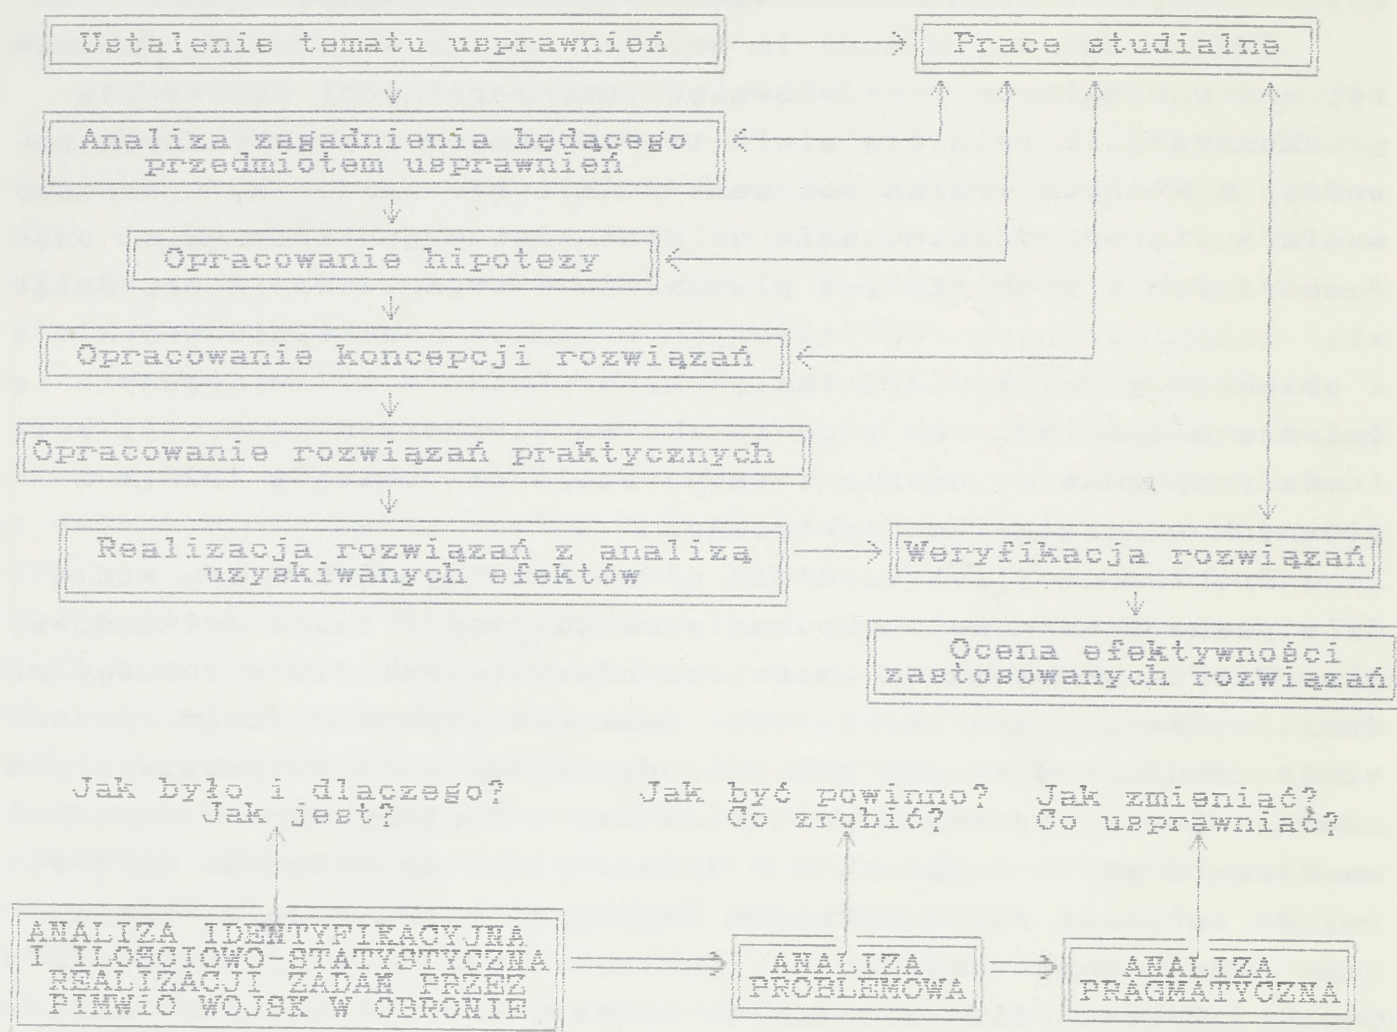 Ustalenie tematu usprawnień
Prace studialne
Analiza zagadnienia będącego
przedmiotem usprawnień
Opracowanie hipotezy
Opracowanie koncepcji rozwiązań
Opracowanie rozwiązań praktycznych
Realizacja rozwiązań z analizą
uzyskiwanych efektów
Weryfikacja rozwiązań
Ocena efektywności
zastosowanych rozwiązań
Jak było i dlaczego?
Jak jest?
Jak być powinno?
Co zrobić?
Jak zmieniać?
Co usprawniać?
ANALIZA IDENTYFIKACYJNA
I ILOŚCIOWO-STATYSTYCZNA
REALIZACJI ZADAŃ PRZEZ
PIMWiC WOJSK W OBRONIE
ANALIZA
PROBLEMOWA
ANALIZA
PRAGMATYCZNA